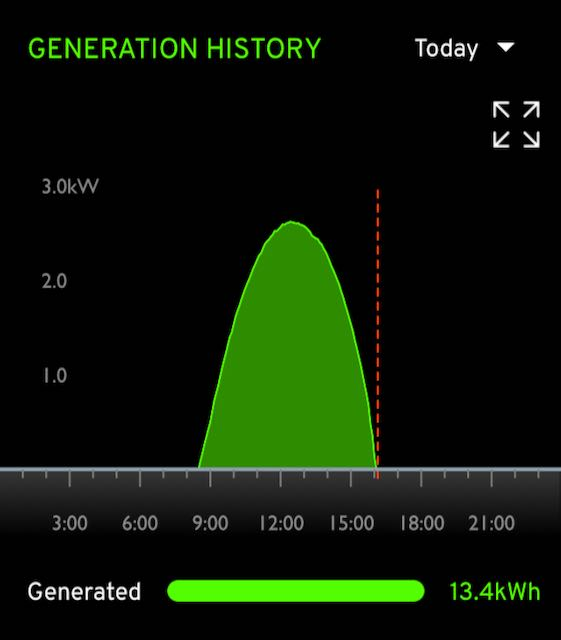 GENERATION HISTORY Today
3.0kW
2.0
1.0
3:00 6:00 9:00 12:00 15:00 18:00 21:00
Generated 13.4kWh